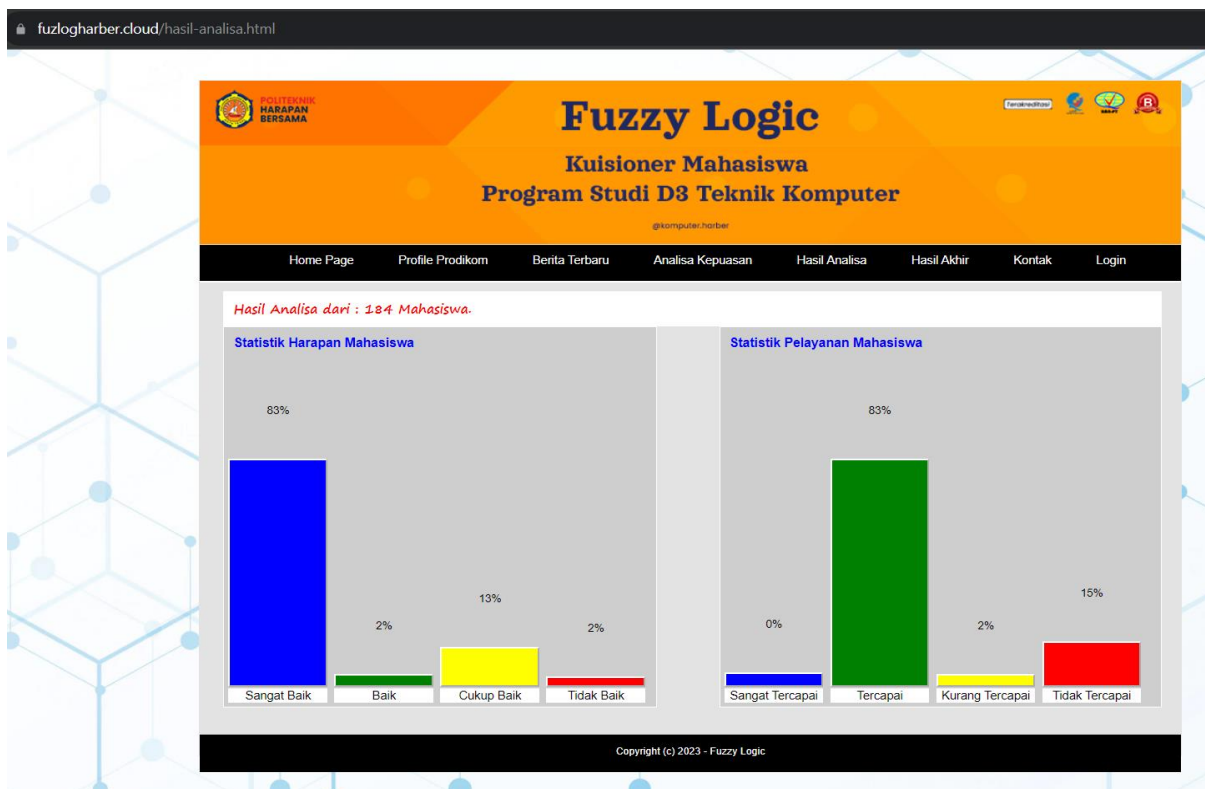 fuzlogharber.cloud/hasil-analisa.html
POLITEKNIK
HARAPAN
BERSAMA
Fuzzy Logic
Terakreditasi
Kuisioner Mahasiswa
Program Studi D3 Teknik Komputer
@komputer.harber
Home Page Profile Prodikom Berita Terbaru Analisa Kepuasan Hasil Analisa Hasil Akhir Kontak Login
Hasil Analisa dari : 184 Mahasiswa.
Statistik Harapan Mahasiswa
83%
2%
13%
2%
Sangat Baik Baik Cukup Baik Tidak Baik
Statistik Pelayanan Mahasiswa
0%
83%
2%
15%
Sangat Tercapai Tercapai Kurang Tercapai Tidak Tercapai
Copyright (c) 2023 - Fuzzy Logic